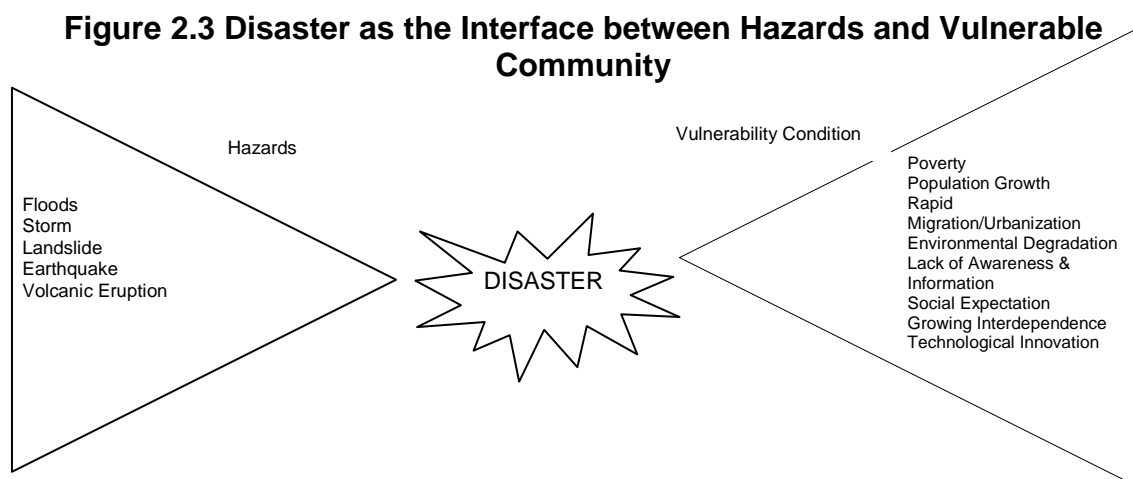 Figure 2.3 Disaster as the Interface between Hazards and Vulnerable
Community
Hazards
Floods
Storm
Landslide
Earthquake
Volcanic Eruption
DISASTER
Vulnerability Condition
Poverty
Population Growth
Rapid
Migration/Urbanization
Environmental Degradation
Lack of Awareness &
Information
Social Expectation
Growing Interdependence
Technological Innovation